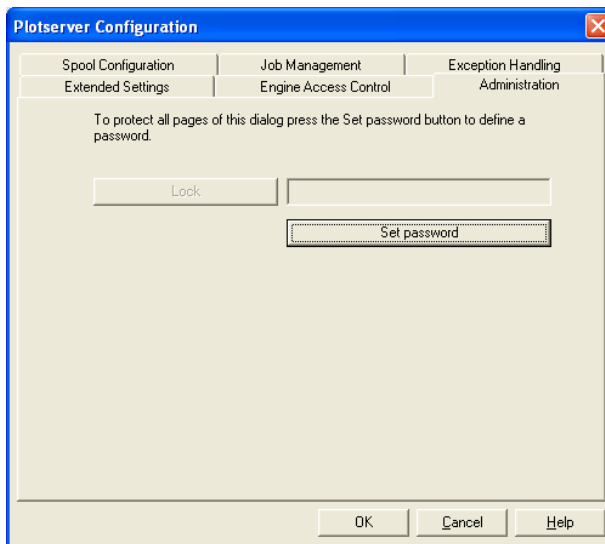 Plotserver Configuration
Spool Configuration Job Management Exception Handling
Extended Settings Engine Access Control Administration
To protect all pages of this dialog press the Set password button to define a
password.
Lock
Set password
OK Cancel Help